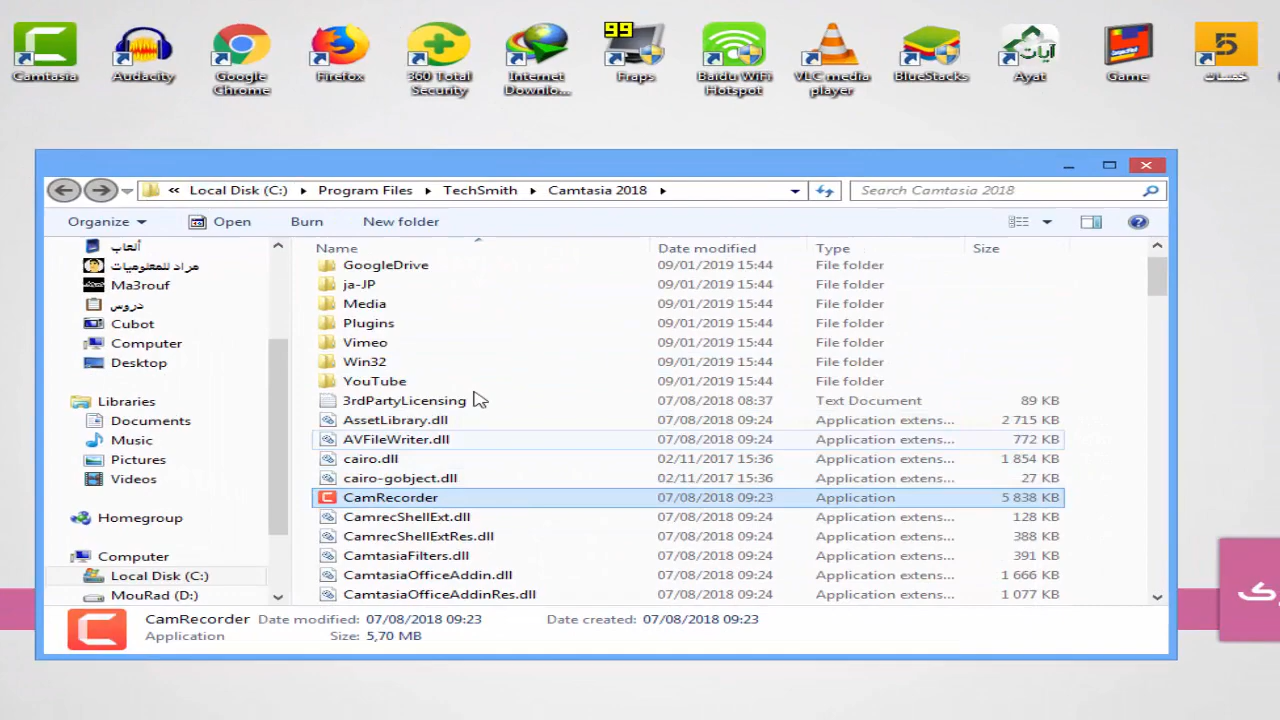 99
Camtasia
Audacity
Google Chrome
Firefox
360 Total Security
Internet Downlo...
Fraps
Baidu WiFi Hotspot
VLC media player
BlueStacks
Ayat
آيات
Game
5
خمسات
« Local Disk (C:) Program Files TechSmith Camtasia 2018
Search Camtasia 2018
Organize Open Burn New folder
ألعاب
مراد للمعلوميات
Ma3rouf
دروس
Cubot
Computer
Desktop
Libraries
Documents
Music
Pictures
Videos
Homegroup
Computer
Local Disk (C:)
MouRad (D:)
Name Date modified Type Size
GoogleDrive 09/01/2019 15:44 File folder
ja-JP 09/01/2019 15:44 File folder
Media 09/01/2019 15:44 File folder
Plugins 09/01/2019 15:44 File folder
Vimeo 09/01/2019 15:44 File folder
Win32 09/01/2019 15:44 File folder
YouTube 09/01/2019 15:44 File folder
3rdPartyLicensing 07/08/2018 08:37 Text Document 89 KB
AssetLibrary.dll 07/08/2018 09:24 Application extens... 2 715 KB
AVFileWriter.dll 07/08/2018 09:24 Application extens... 772 KB
cairo.dll 02/11/2017 15:36 Application extens... 1 854 KB
cairo-gobject.dll 02/11/2017 15:36 Application extens... 27 KB
CamRecorder 07/08/2018 09:23 Application 5 838 KB
CamrecShellExt.dll 07/08/2018 09:24 Application extens... 128 KB
CamrecShellExtRes.dll 07/08/2018 09:24 Application extens... 388 KB
CamtasiaFilters.dll 07/08/2018 09:24 Application extens... 391 KB
CamtasiaOfficeAddin.dll 07/08/2018 09:24 Application extens... 1 666 KB
CamtasiaOfficeAddinRes.dll 07/08/2018 09:24 Application extens... 1 077 KB
CamRecorder Date modified: 07/08/2018 09:23 Date created: 07/08/2018 09:23
Application Size: 5,70 MB